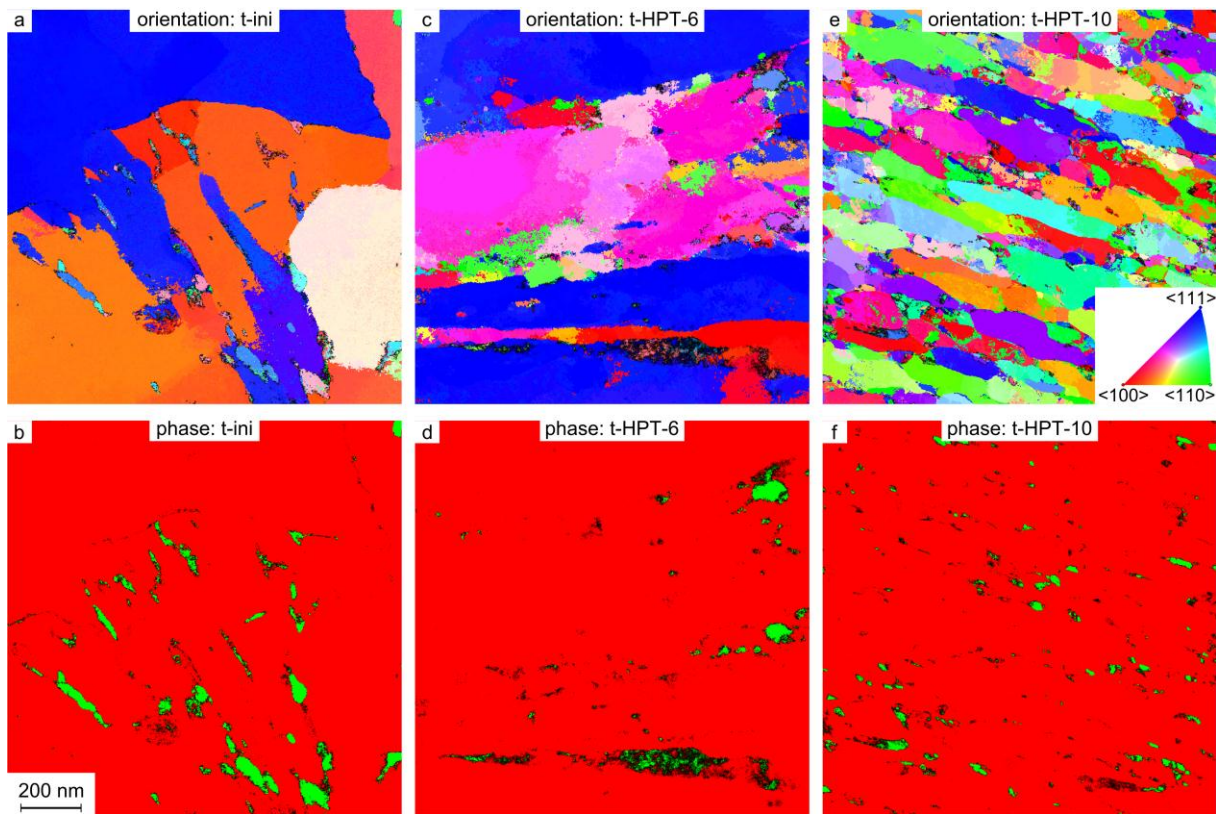 a
orientation: t-ini
c
orientation: t-HPT-6
e
orientation: t-HPT-10
<111>
<100>
<110>
b
phase: t-ini
d
phase: t-HPT-6
f
phase: t-HPT-10
200 nm